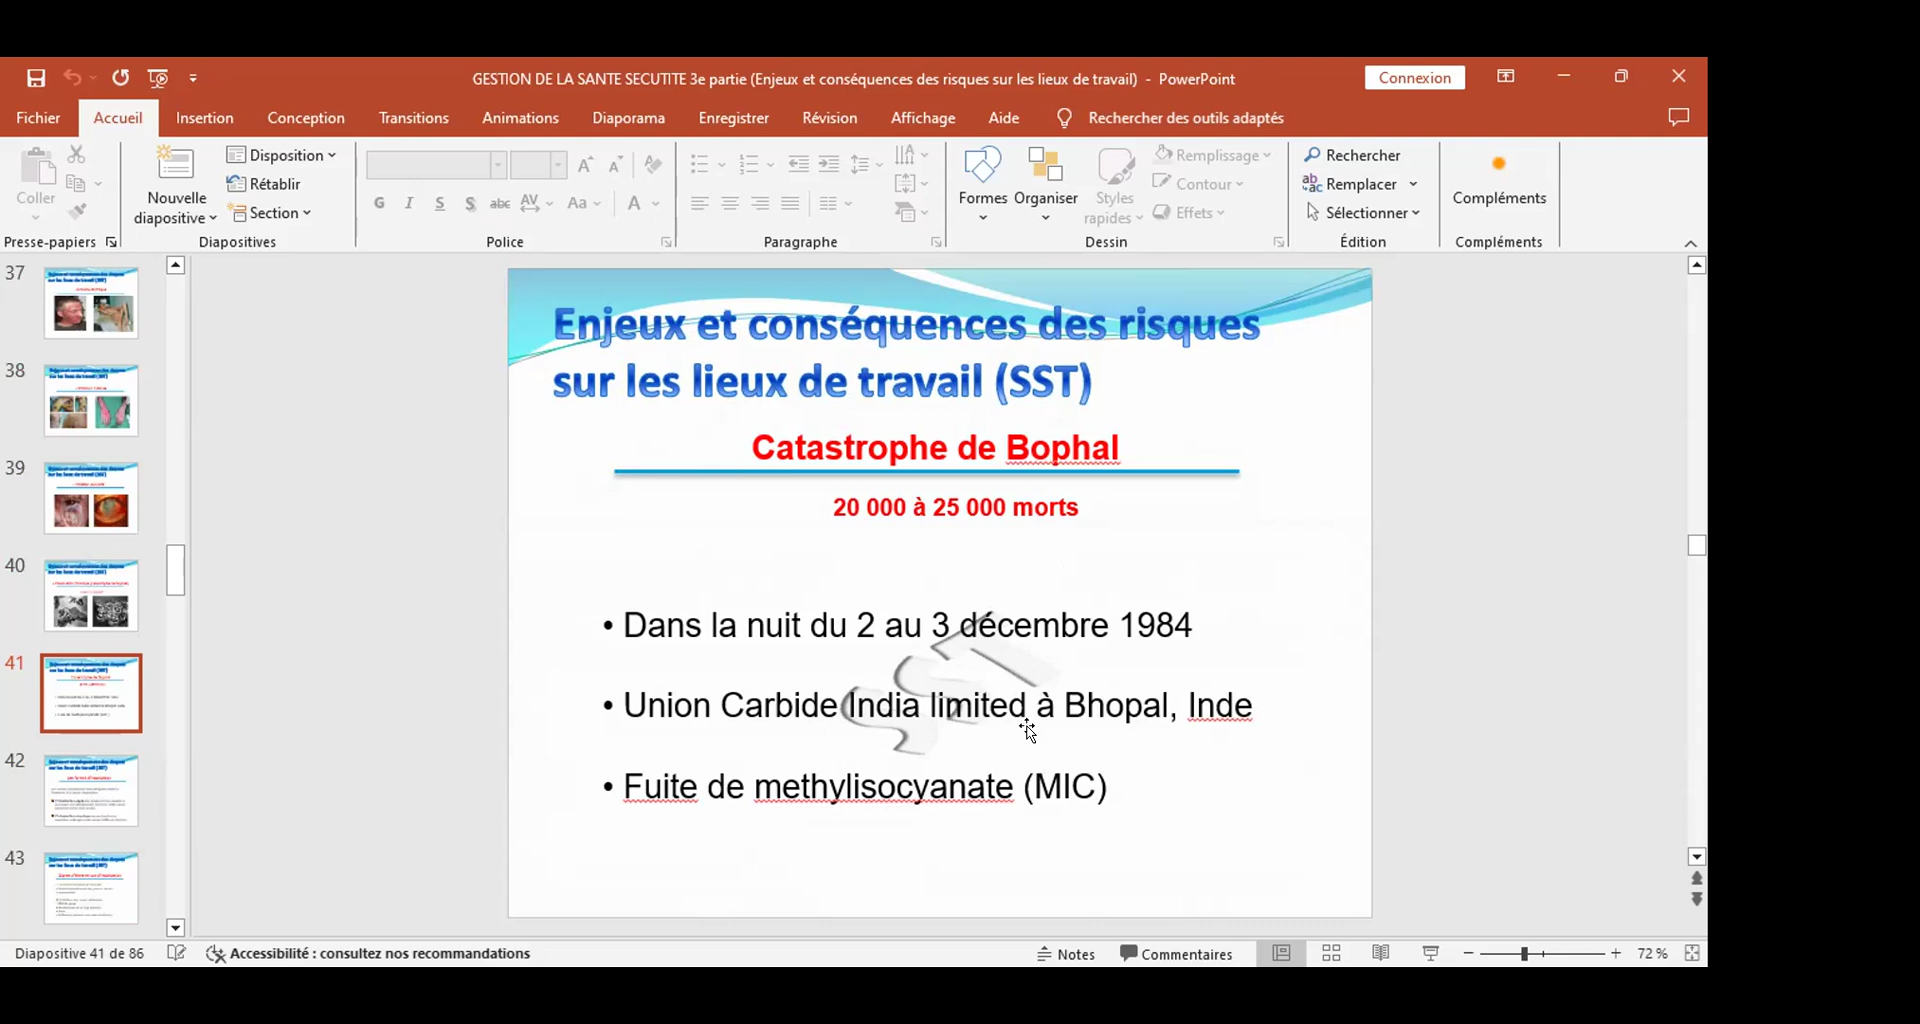 GESTION DE LA SANTE SECUTITE 3e partie (Enjeux et conséquences des risques sur les lieux de travail) - PowerPoint
Connexion
Fichier Accueil Insertion Conception Transitions Animations Diaporama Enregistrer Révision Affichage Aide Rechercher des outils adaptés
Coller
Nouvelle diapositive
Disposition
Rétablir
Section
G I S S abc AV Aa A
Formes
Organiser
Styles rapides
Remplissage
Contour
Effets
Rechercher
Remplacer
Sélectionner
Compléments
Presse-papiers Diapositives Police Paragraphe Dessin Édition Compléments
37
38
39
40
41
42
43
Enjeux et conséquences des risques
sur les lieux de travail (SST)
Catastrophe de Bophal
20 000 à 25 000 morts
• Dans la nuit du 2 au 3 décembre 1984
• Union Carbide India limited à Bhopal, Inde
• Fuite de methylisocyanate (MIC)
SST
Diapositive 41 de 86 Accessibilité : consultez nos recommandations Notes Commentaires 72 %